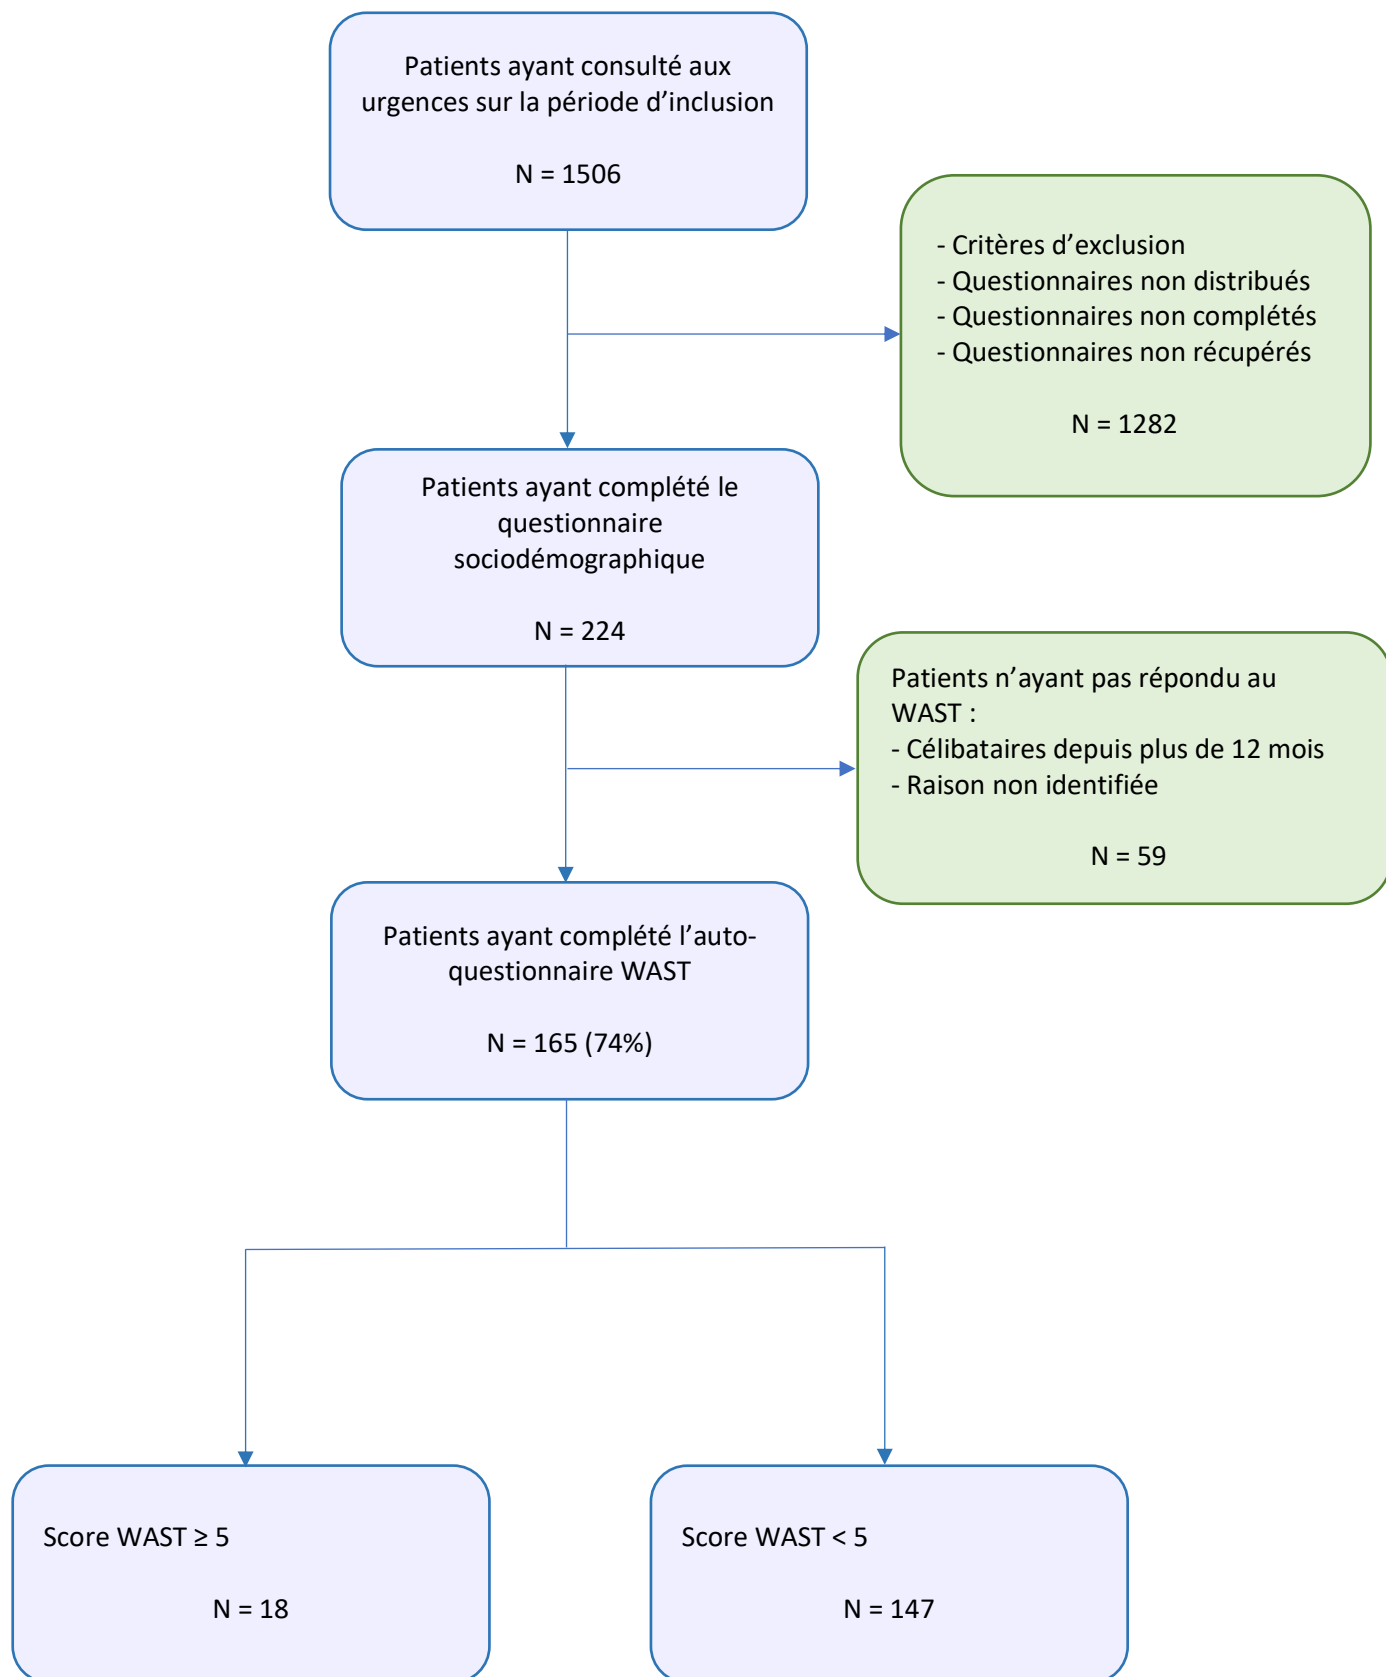 Patients ayant consulté aux
urgences sur la période d’inclusion
N = 1506
- Critères d’exclusion
- Questionnaires non distribués
- Questionnaires non complétés
- Questionnaires non récupérés
N = 1282
Patients ayant complété le
questionnaire
sociodémographique
N = 224
Patients n’ayant pas répondu au
WAST :
- Célibataires depuis plus de 12 mois
- Raison non identifiée
N = 59
Patients ayant complété l’auto-
questionnaire WAST
N = 165 (74%)
Score WAST ≥ 5
N = 18
Score WAST < 5
N = 147